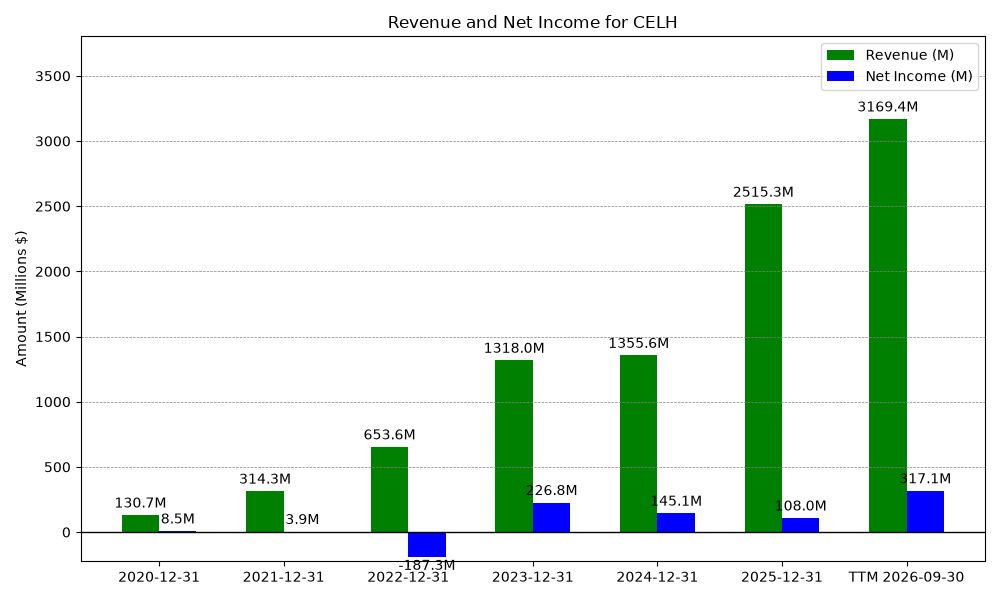 Revenue and Net Income for CELH
Revenue (M)
Net Income (M)
Amount (Millions $)
3500
3000
2500
2000
1500
1000
500
0
130.7M
8.5M
314.3M
3.9M
653.6M
-187.3M
1318.0M
226.8M
1355.6M
145.1M
2515.3M
108.0M
3169.4M
317.1M
2020-12-31
2021-12-31
2022-12-31
2023-12-31
2024-12-31
2025-12-31
TTM 2026-09-30